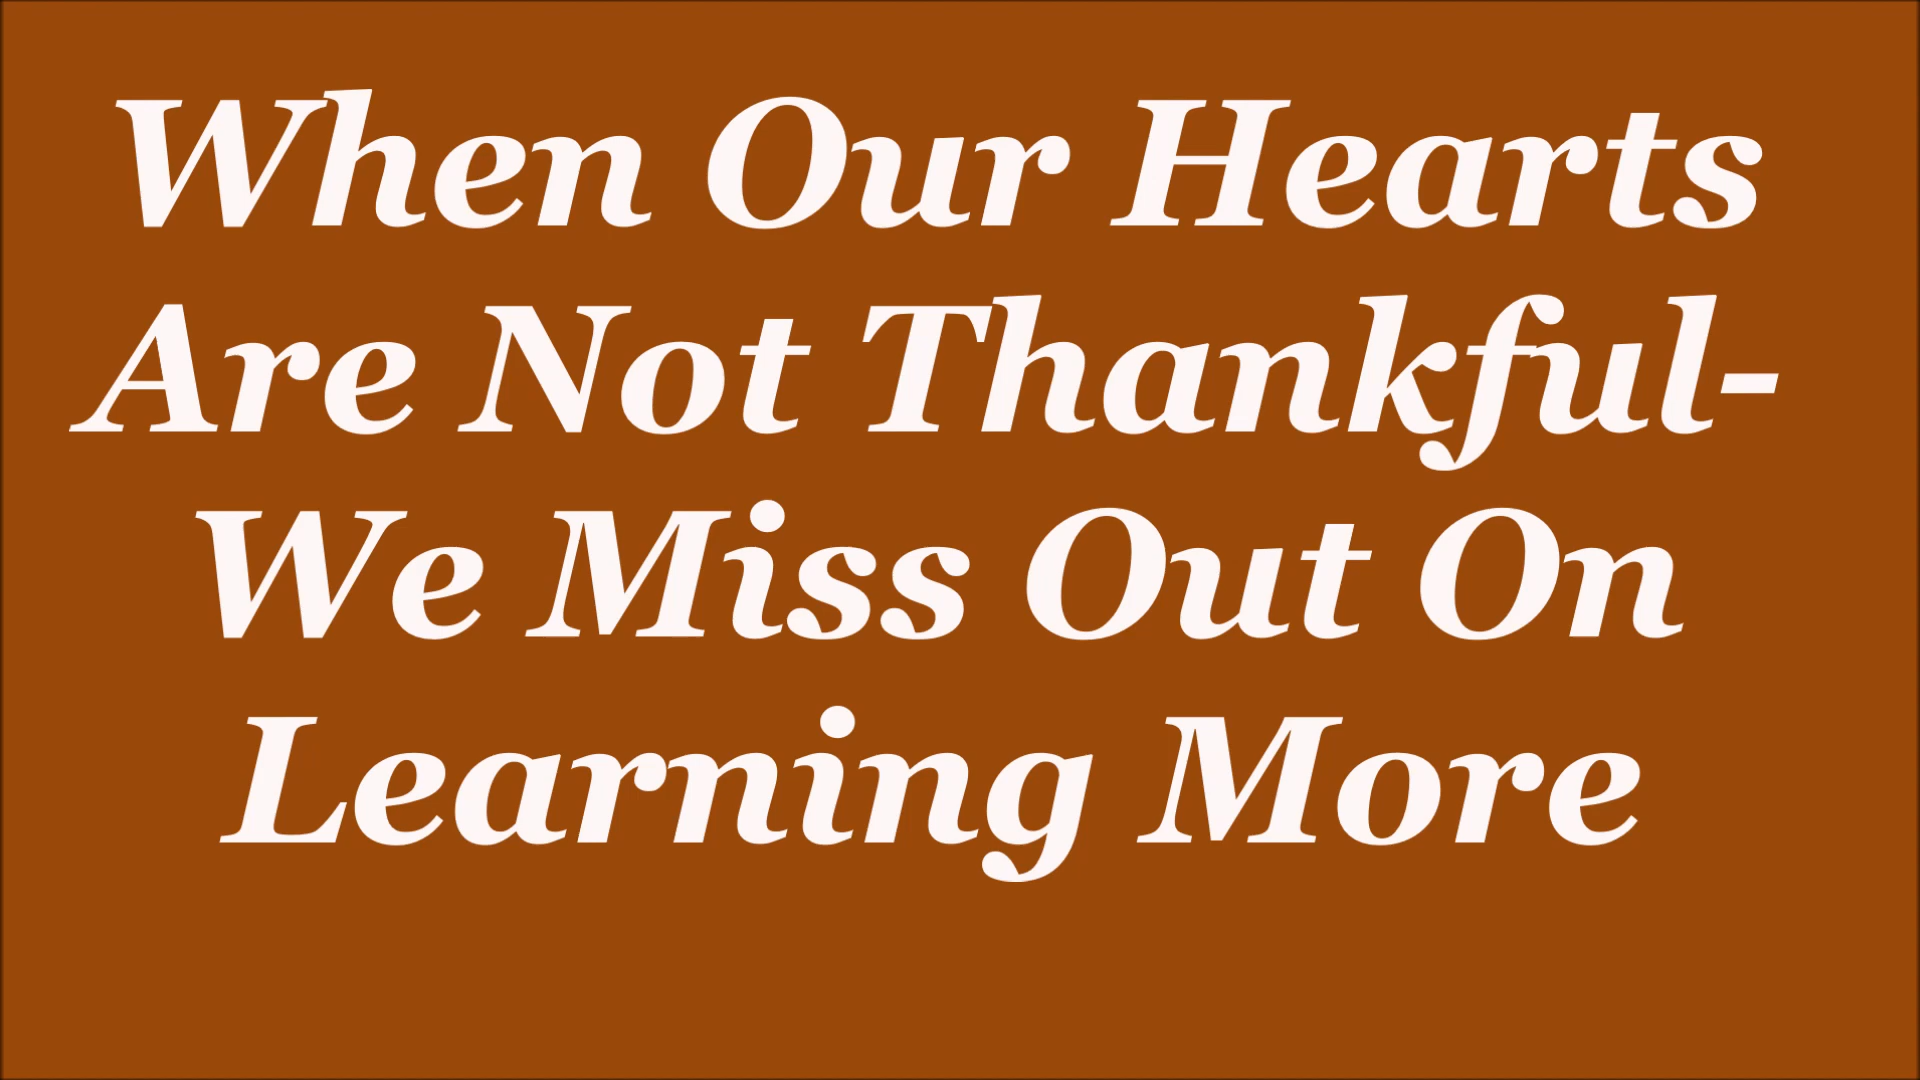 When Our Hearts
Are Not Thankful-
We Miss Out On
Learning More